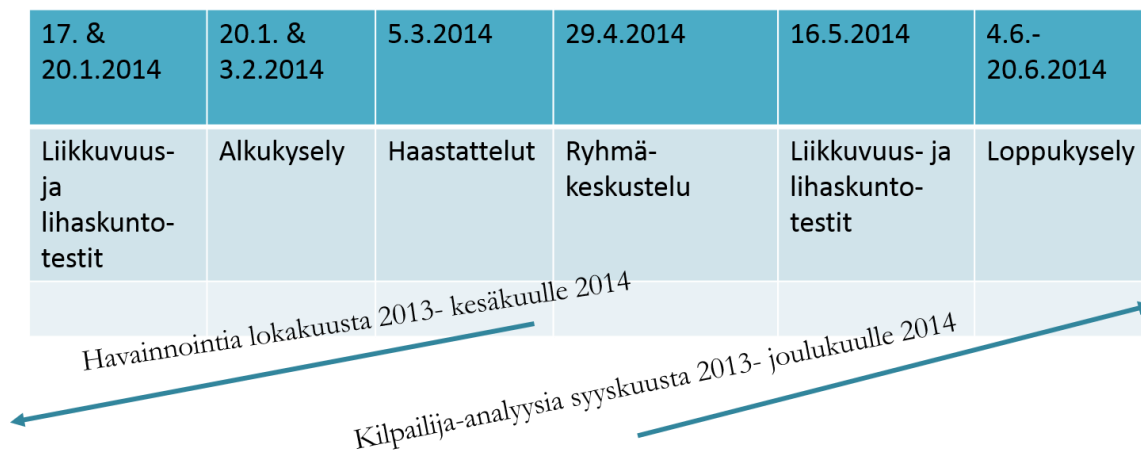 17. &
20.1.2014
20.1. &
3.2.2014
5.3.2014
29.4.2014
16.5.2014
4.6.-
20.6.2014
Liikkuvuus-
ja
lihaskunto-
testit
Alkukysely
Haastattelut
Ryhmä-
keskustelu
Liikkuvuus- ja
lihaskunto-
testit
Loppukysely
Havainnointia lokakuusta 2013- kesäkuulle 2014
Kilpailija-analyysia syyskuusta 2013- joulukuulle 2014